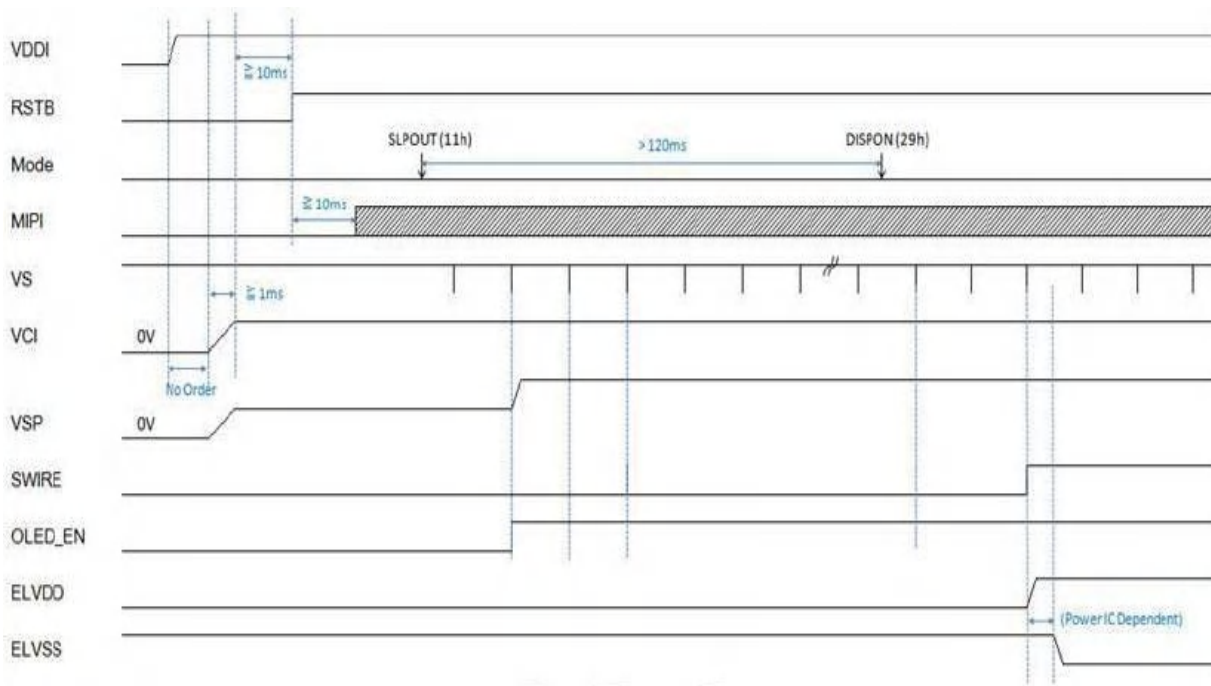 VDDI
≧ 10ms
RSTB
SLPOUT (11h)
> 120ms
DISPON (29h)
Mode
≧ 10ms
MIPI
VS
≧ 1ms
VCI
0V
No Order
VSP
0V
SWIRE
OLED_EN
ELVDD
(Power IC Dependent)
ELVSS